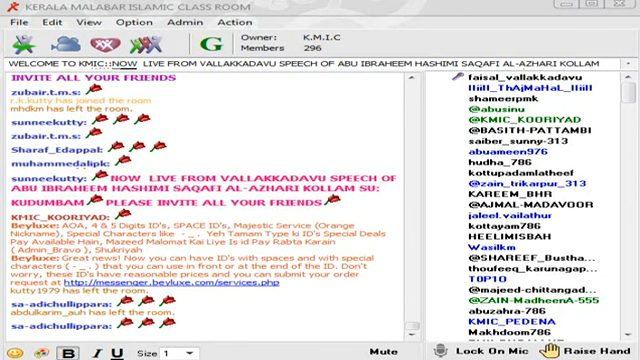 KERALA MALABAR ISLAMIC CLASS ROOM
File Edit View Option Admin Action
G
Owner: K.M.I.C
Members 296
WELCOME TO KMIC::NOW LIVE FROM VALLAKKADAVU SPEECH OF ABU IBRAHEEM HASHIMI SAQAFI AL-AZHARI KOLLAM
INVITE ALL YOUR FRIENDS
zubair.t.m.s:
r.k.kutty has joined the room
mhdkm has left the room.
sunneekutty:
zubair.t.m.s:
Sharaf_Edappal:
muhammedalipk:
sunneekutty: NOW LIVE FROM VALLAKKADAVU SPEECH OF
ABU IBRAHEEM HASHIMI SAQAFI AL-AZHARI KOLLAM SU:
KUDUMBAM PLEASE INVITE ALL YOUR FRIENDS
KMIC_KOORIYAD:
Beyluxe: AOA, 4 & 5 Digits ID's, SPACE ID's, Majestic Service (Orange
Nickname), Special Characters like - _ . Yeh Tamam Type ki ID's Special Deals
Pay Available Hain, Mazeed Malomat Kai Liye Is id Pay Rabta Karain
(Admin_Bravo), Shukriyah
Beyluxe: Great news! Now you can have ID's with spaces and with special
characters ( - _ . ) that you can use in front or at the end of the ID. Don't
worry, these ID's have reasonable prices and you can submit your order
request at http://messenger.beyluxe.com/services.php
kutty1979 has left the room.
sa-adichullippara:
abdulkarim_auh has left the room.
sa-adichullippara:
faisal_vallakkadavu
lliill_ThAjMaHaL_lliill
shameerpmk
@abusinu
@KMIC_KOORIYAD
@BASITH-PATTAMBI
saiber_sunny-313
abuameen976
hudha_786
kottupadamlatheef
@zain_trikarpur_313
KAREEM_BHR
@AJMAL-MADAVOOR
jaleel.vailathur
kottayam786
HEELIMISBAH
Wasilkm
@SHAREEF_Bustha...
thoufeeq_karunagap...
TOP10
@majeed-chittangad...
@ZAIN-MadheenA-555
abuzahra-786
KMIC_PEDENA
Makhdoom786
B I U Size 1 Mute Lock On Mic Raise Hand